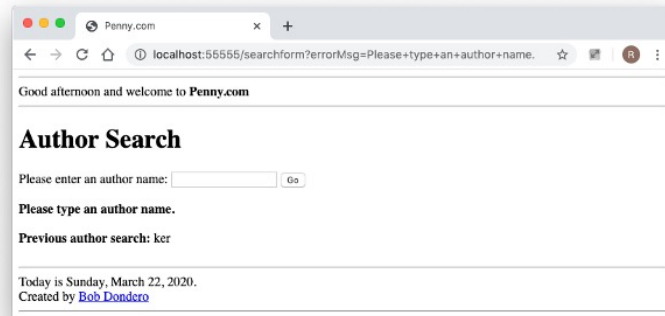 Penny.com
localhost:55555/searchform?errorMsg=Please+type+an+author+name.
R
Good afternoon and welcome to Penny.com
Author Search
Please enter an author name: Go
Please type an author name.
Previous author search: ker
Today is Sunday, March 22, 2020.
Created by Bob Dondero